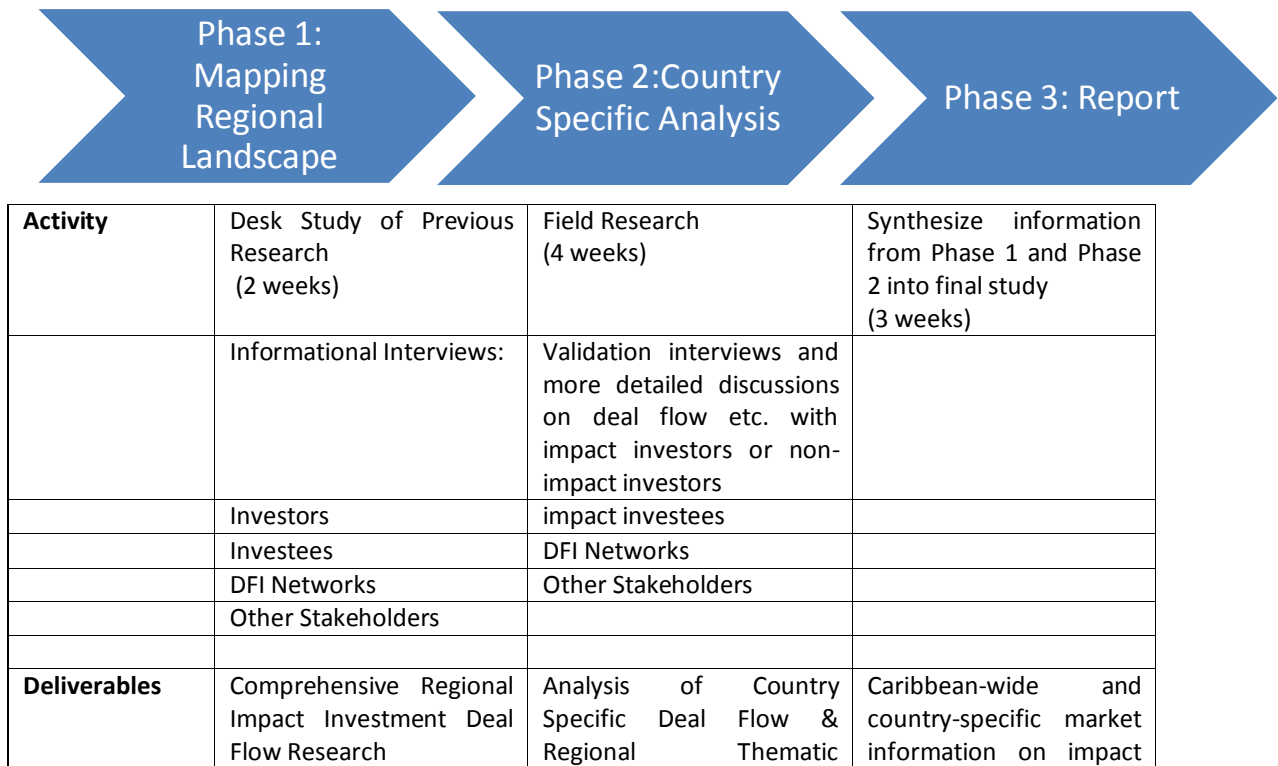 Phase 1:
Mapping
Regional
Landscape
Phase 2:Country
Specific Analysis
Phase 3: Report
Activity
Desk Study of Previous
Research
(2 weeks)
Field Research
(4 weeks)
Synthesize information
from Phase 1 and Phase
2 into final study
(3 weeks)
Informational Interviews:
Validation interviews and
more detailed discussions
on deal flow etc. with
impact investors or non-
impact investors
Investors
impact investees
Investees
DFI Networks
DFI Networks
Other Stakeholders
Other Stakeholders
Deliverables
Comprehensive Regional
Impact Investment Deal
Flow Research
Analysis of Country
Specific Deal Flow &
Regional Thematic
Caribbean-wide and
country-specific market
information on impact